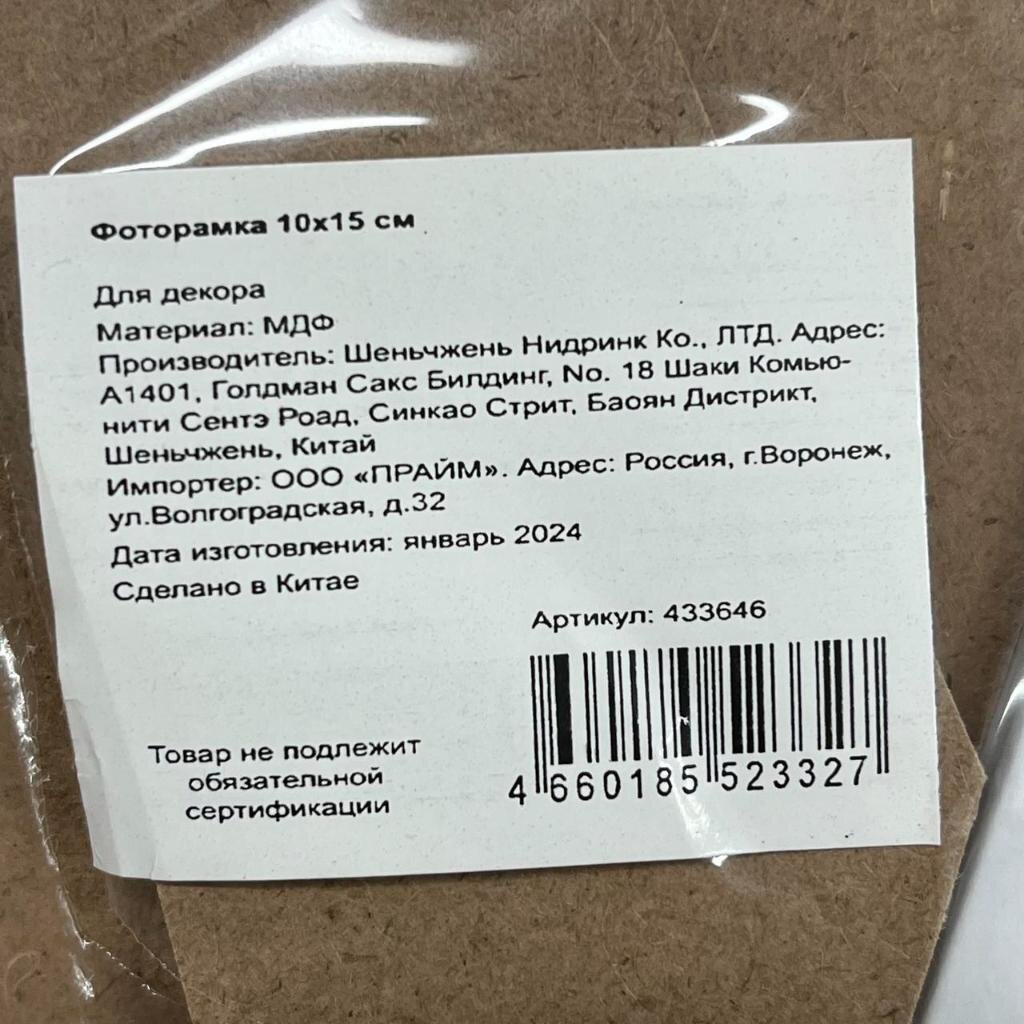 Фоторамка 10х15 см
Для декора
Материал: МДФ
Производитель: Шеньчжень Нидринк Ко., ЛТД. Адрес:
А1401, Голдман Сакс Билдинг, No. 18 Шаки Комью-
нити Сентэ Роад, Синкао Стрит, Баоян Дистрикт,
Шеньчжень, Китай
Импортер: ООО «ПРАЙМ». Адрес: Россия, г.Воронеж,
ул.Волгоградская, д.32
Дата изготовления: январь 2024
Сделано в Китае
Артикул: 433646
Товар не подлежит
обязательной
сертификации
4 660185 523327